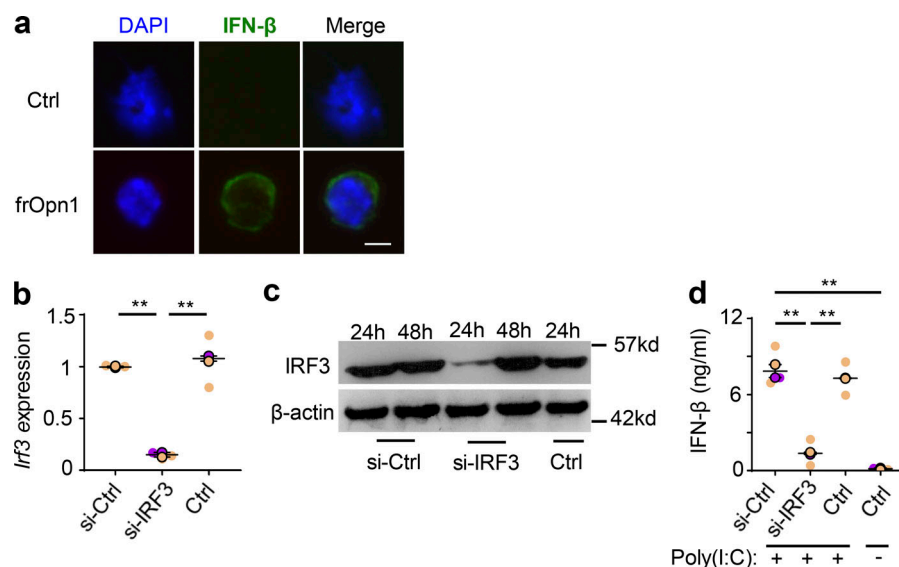 a
DAPI IFN-β Merge
Ctrl
frOpn1
b
Irf3 expression
1.5
1
0.5
0
** **
si-Ctrl si-IRF3 Ctrl
c
24h 48h 24h 48h 24h
57kd
IRF3
β-actin
42kd
si-Ctrl si-IRF3 Ctrl
d
IFN-β (ng/ml)
12
9
6
3
0
**
** **
si-Ctrl si-IRF3 Ctrl Ctrl
Poly(I:C): + + + -